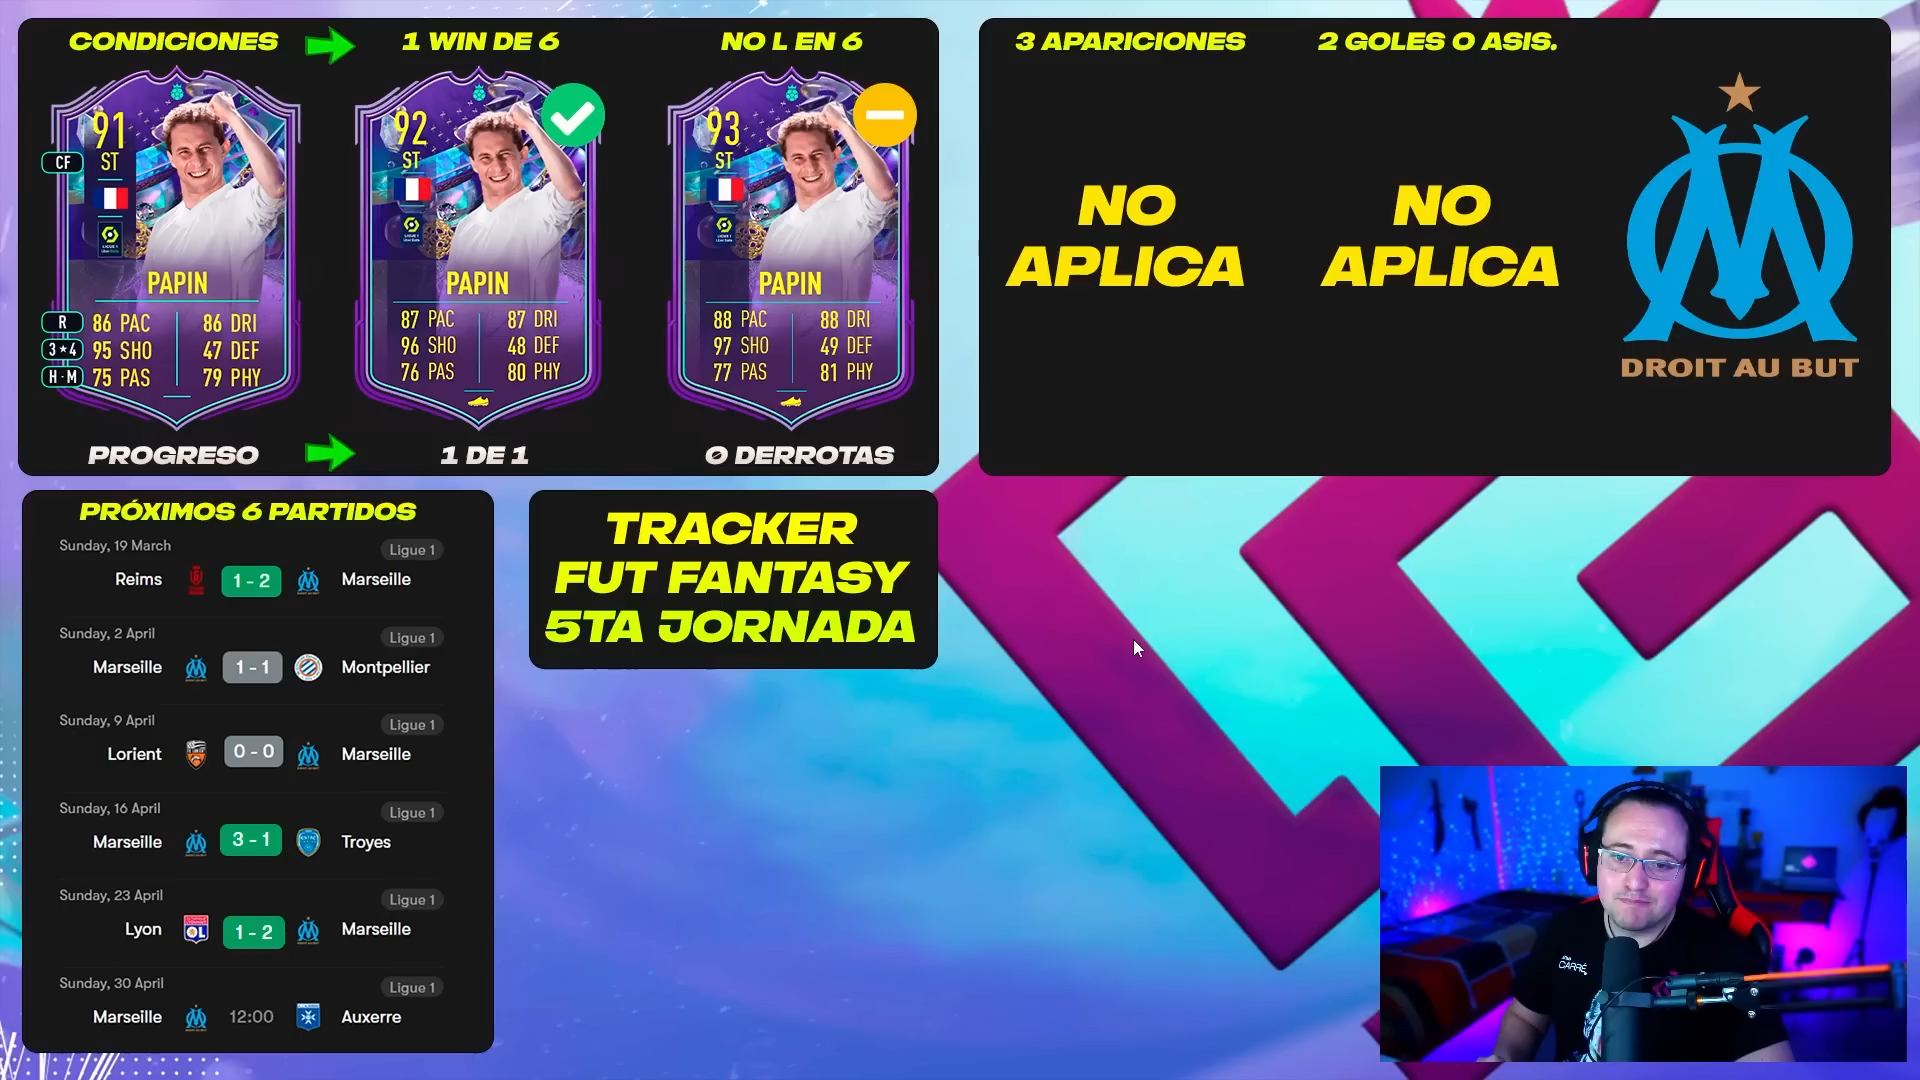 CONDICIONES
1 WIN DE 6
NO L EN 6
91
ST
CF
PAPIN
R
86 PAC
86 DRI
3★4
95 SHO
47 DEF
H·M
75 PAS
79 PHY
92
ST
PAPIN
87 PAC
87 DRI
96 SHO
48 DEF
76 PAS
80 PHY
93
ST
PAPIN
88 PAC
88 DRI
97 SHO
49 DEF
77 PAS
81 PHY
PROGRESO
1 DE 1
0 DERROTAS
3 APARICIONES
2 GOLES O ASIS.
NO
APLICA
NO
APLICA
DROIT AU BUT
PRÓXIMOS 6 PARTIDOS
Sunday, 19 March
Ligue 1
Reims 1 - 2 Marseille
Sunday, 2 April
Ligue 1
Marseille 1 - 1 Montpellier
Sunday, 9 April
Ligue 1
Lorient 0 - 0 Marseille
Sunday, 16 April
Ligue 1
Marseille 3 - 1 Troyes
Sunday, 23 April
Ligue 1
Lyon OL 1 - 2 Marseille
Sunday, 30 April
Ligue 1
Marseille 12:00 Auxerre
TRACKER
FUT FANTASY
5TA JORNADA
CARRÉ